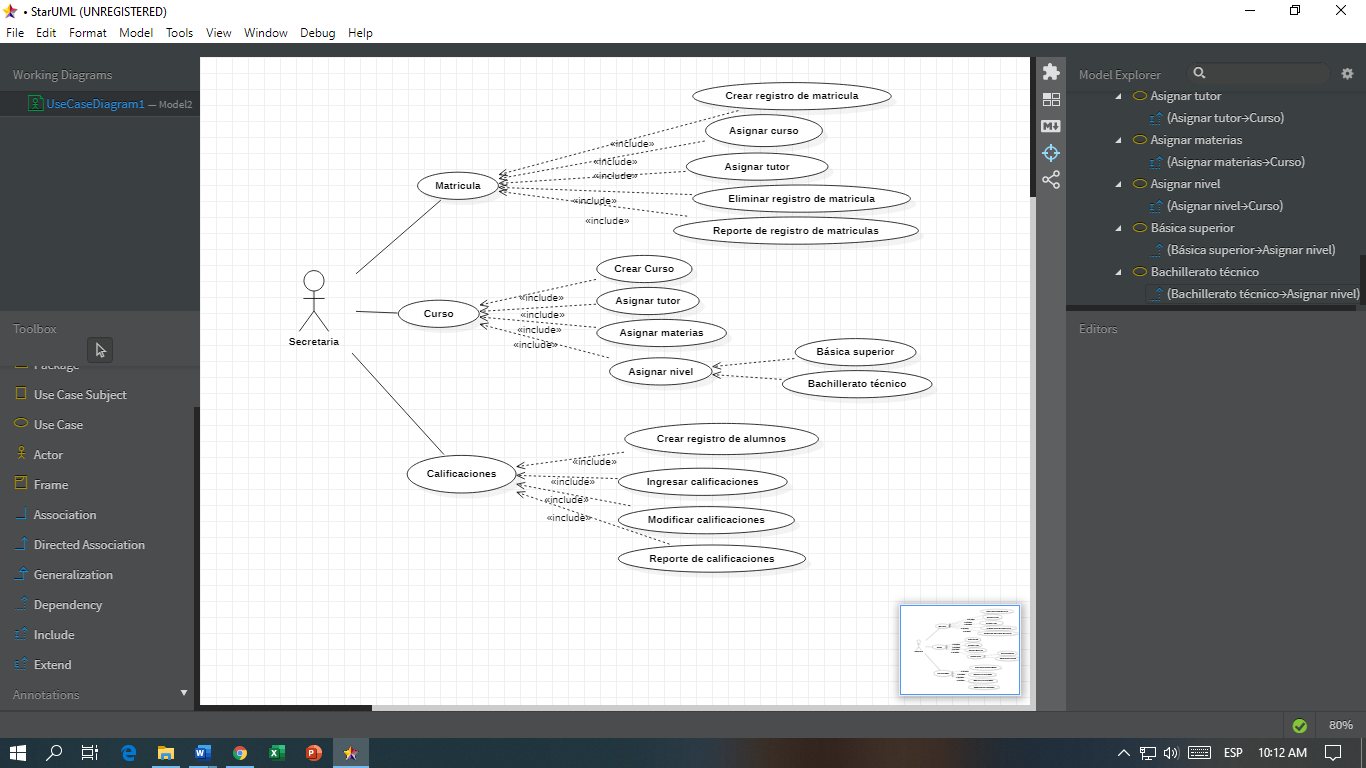 • StarUML (UNREGISTERED)
File Edit Format Model Tools View Window Debug Help
Working Diagrams
UseCaseDiagram1 — Model2
Toolbox
Package
Use Case Subject
Use Case
Actor
Frame
Association
Directed Association
Generalization
Dependency
Include
Extend
Annotations
Crear registro de matricula
Asignar curso
Asignar tutor
Eliminar registro de matricula
Reporte de registro de matriculas
«include»
«include»
«include»
«include»
«include»
Matricula
Secretaria
Crear Curso
Asignar tutor
Asignar materias
Asignar nivel
«include»
«include»
«include»
«include»
Curso
Básica superior
Bachillerato técnico
Crear registro de alumnos
Ingresar calificaciones
Modificar calificaciones
Reporte de calificaciones
«include»
«include»
«include»
«include»
Calificaciones
Model Explorer
Asignar tutor
(Asignar tutor→Curso)
Asignar materias
(Asignar materias→Curso)
Asignar nivel
(Asignar nivel→Curso)
Básica superior
(Básica superior→Asignar nivel)
Bachillerato técnico
(Bachillerato técnico→Asignar nivel)
Editors
80%
ESP 10:12 AM